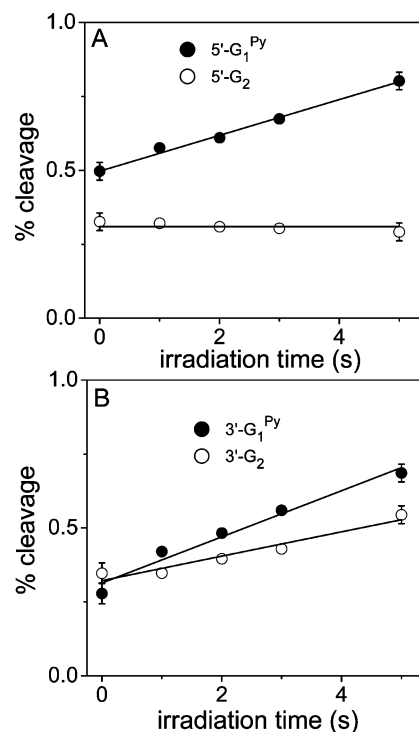 A
5'-G₁ᴾʸ
5'-G₂
1.0
0.5
0.0
% cleavage
0 2 4
irradiation time (s)
B
3'-G₁ᴾʸ
3'-G₂
1.0
0.5
0.0
% cleavage
0 2 4
irradiation time (s)